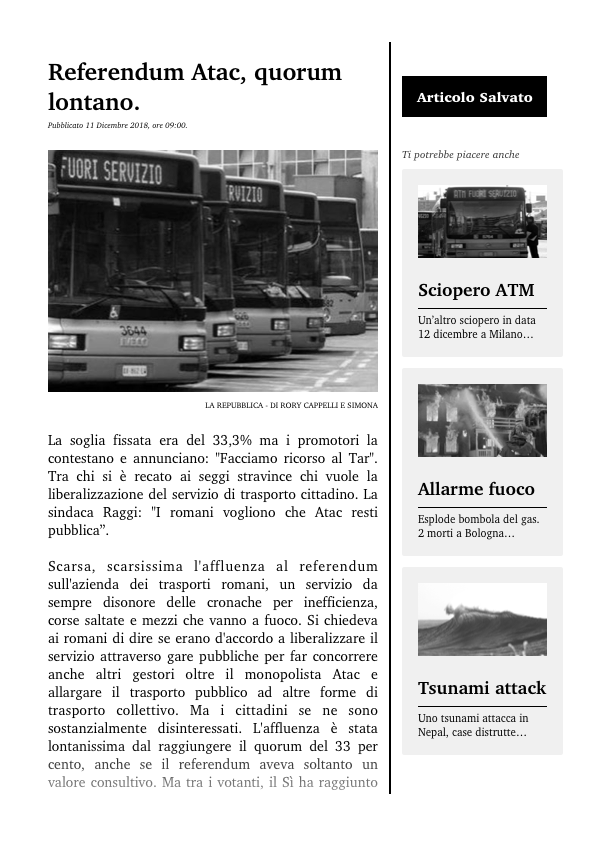 Referendum Atac, quorum
lontano.
Pubblicato 11 Dicembre 2018, ore 09:00.
FUORI SERVIZIO
RVIZIO
3644
IVECO
LA REPUBBLICA - DI RORY CAPPELLI E SIMONA
La soglia fissata era del 33,3% ma i promotori la
contestano e annunciano: "Facciamo ricorso al Tar".
Tra chi si è recato ai seggi stravince chi vuole la
liberalizzazione del servizio di trasporto cittadino. La
sindaca Raggi: "I romani vogliono che Atac resti
pubblica”.
Scarsa, scarsissima l'affluenza al referendum
sull'azienda dei trasporti romani, un servizio da
sempre disonore delle cronache per inefficienza,
corse saltate e mezzi che vanno a fuoco. Si chiedeva
ai romani di dire se erano d'accordo a liberalizzare il
servizio attraverso gare pubbliche per far concorrere
anche altri gestori oltre il monopolista Atac e
allargare il trasporto pubblico ad altre forme di
trasporto collettivo. Ma i cittadini se ne sono
sostanzialmente disinteressati. L'affluenza è stata
lontanissima dal raggiungere il quorum del 33 per
cento, anche se il referendum aveva soltanto un
valore consultivo. Ma tra i votanti, il Sì ha raggiunto
Articolo Salvato
Ti potrebbe piacere anche
ATM FUORI SERVIZIO
Sciopero ATM
Un’altro sciopero in data
12 dicembre a Milano…
Allarme fuoco
Esplode bombola del gas.
2 morti a Bologna…
Tsunami attack
Uno tsunami attacca in
Nepal, case distrutte…